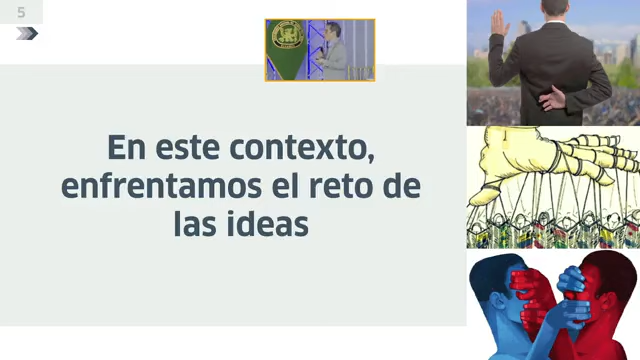 5
En este contexto,
enfrentamos el reto de
las ideas